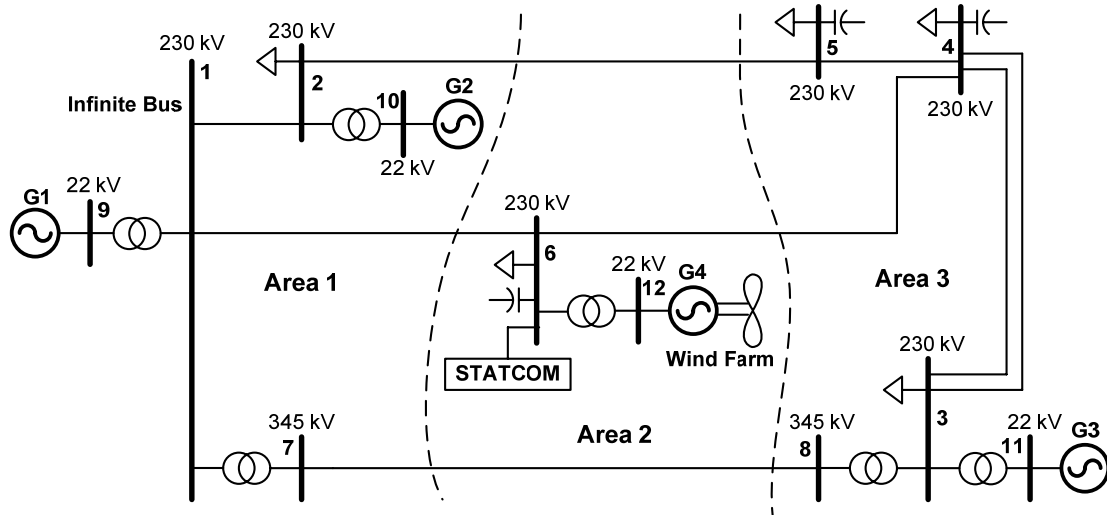 230 kV
1
Infinite Bus
230 kV
2
10
22 kV
G2
5
230 kV
4
230 kV
G1
22 kV
9
230 kV
6
Area 1
22 kV
12
G4
Wind Farm
STATCOM
Area 3
230 kV
3
345 kV
7
Area 2
345 kV
8
22 kV
11
G3